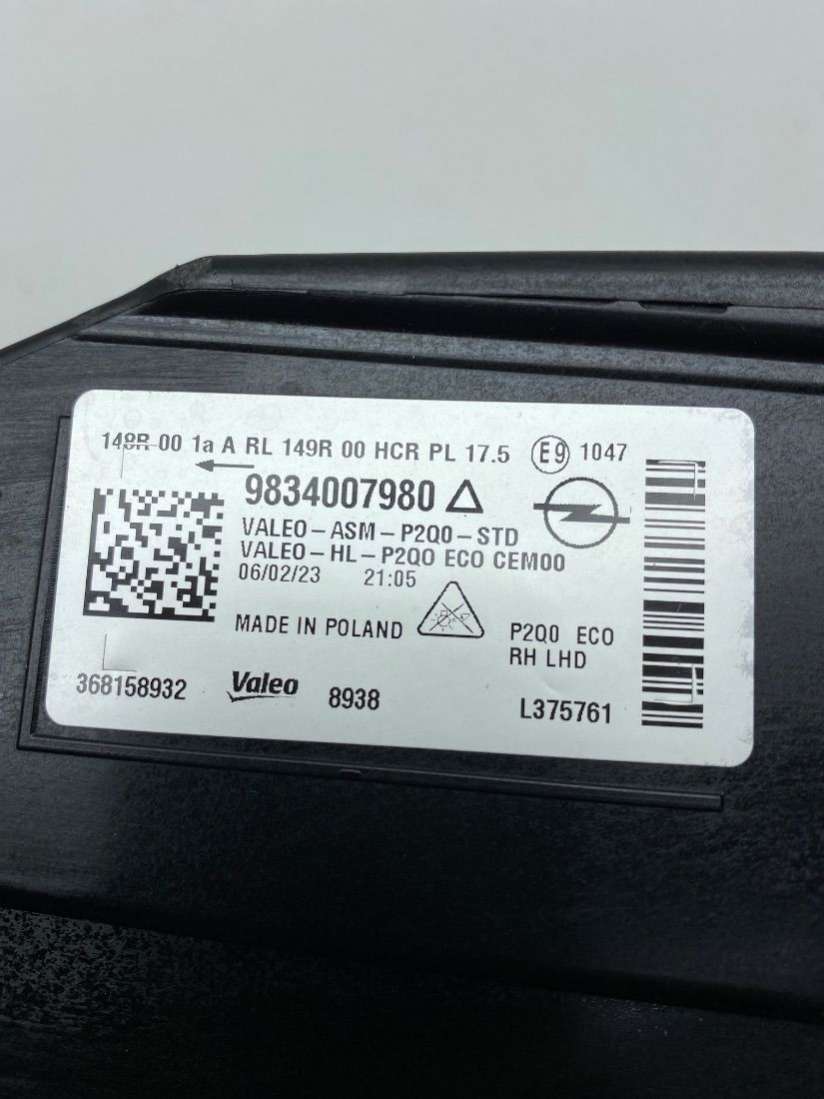 148R 00 1a A RL 149R 00 HCR PL 17.5 E9 1047
9834007980
VALEO-ASM-P2Q0-STD
VALEO-HL-P2Q0 ECO CEM00
06/02/23 21:05
MADE IN POLAND
P2Q0 ECO
RH LHD
368158932 Valeo 8938 L375761